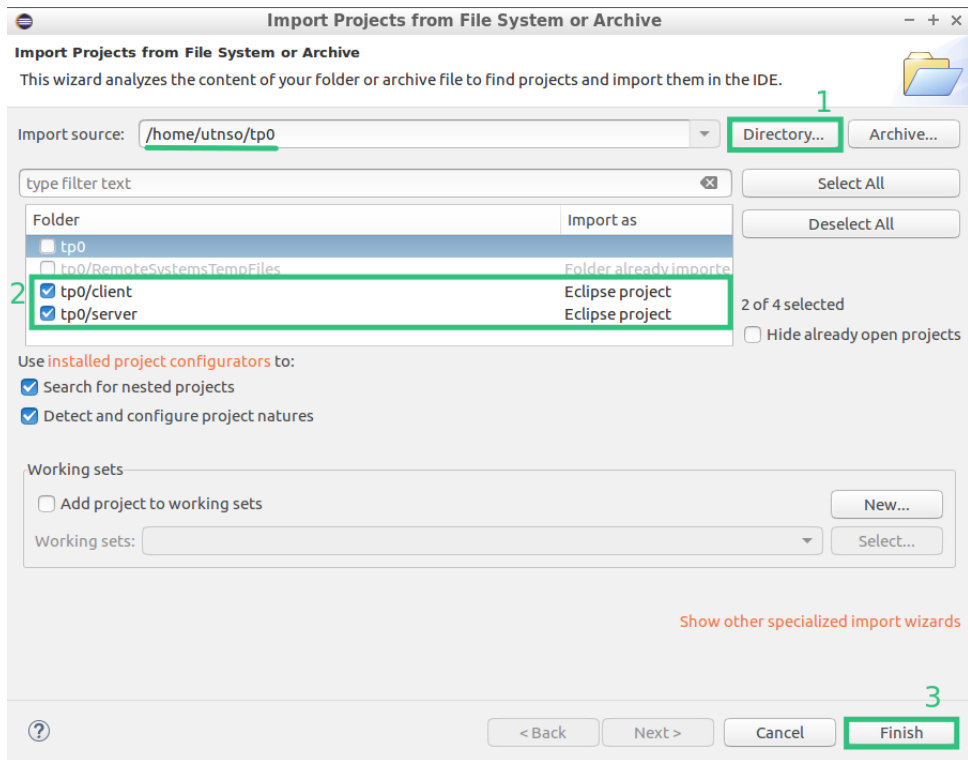 Import Projects from File System or Archive
Import Projects from File System or Archive
This wizard analyzes the content of your folder or archive file to find projects and import them in the IDE.
1
Import source: /home/utnso/tp0 Directory... Archive...
type filter text Select All
Folder Import as Deselect All
tp0
tp0/RemoteSystemsTempFiles Folder already importe
2 tp0/client Eclipse project
tp0/server Eclipse project
2 of 4 selected
Hide already open projects
Use installed project configurators to:
Search for nested projects
Detect and configure project natures
Working sets
Add project to working sets New...
Working sets: Select...
Show other specialized import wizards
3
? < Back Next > Cancel Finish